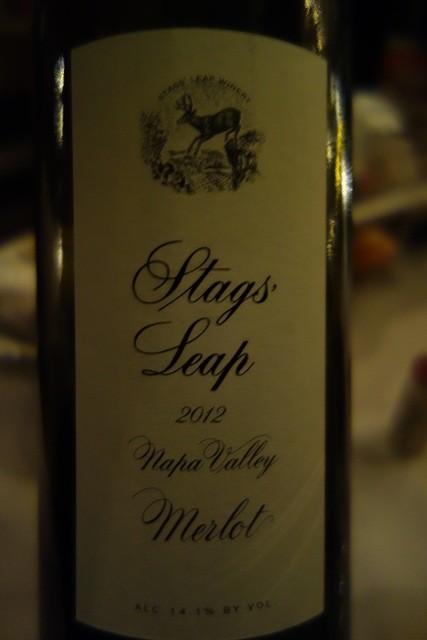 STAGS' LEAP WINERY
Stags'
Leap
2012
Napa Valley
Merlot
ALC. 14.1% BY VOL.